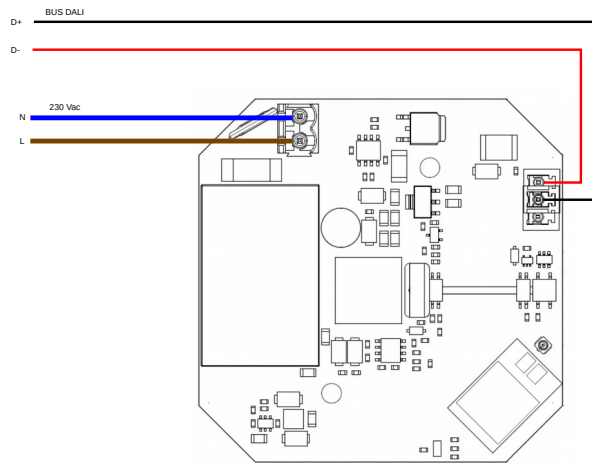 BUS DALI
D+
D-
230 Vac
N
L